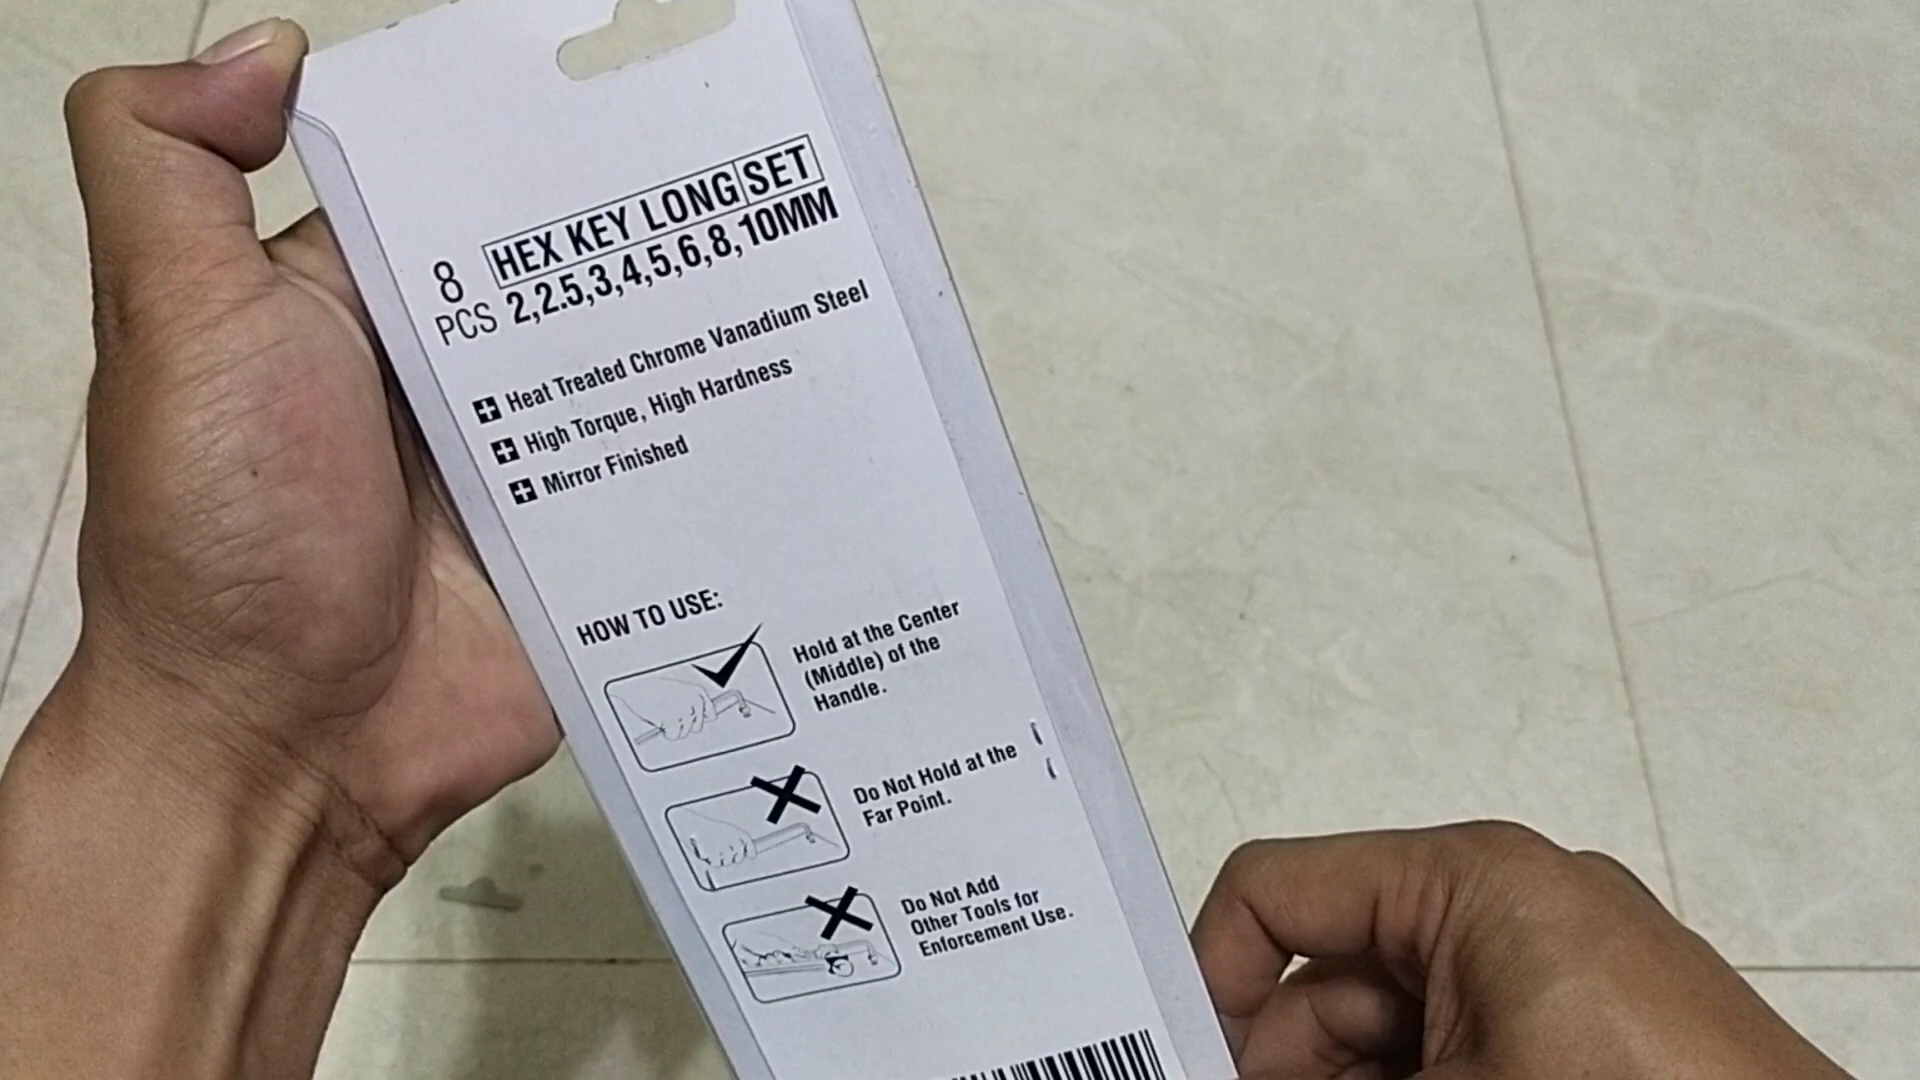 8
PCS
HEX KEY LONG SET
2,2.5,3,4,5,6,8,10MM
Heat Treated Chrome Vanadium Steel
High Torque, High Hardness
Mirror Finished
HOW TO USE:
Hold at the Center
(Middle) of the
Handle.
Do Not Hold at the
Far Point.
Do Not Add
Other Tools for
Enforcement Use.